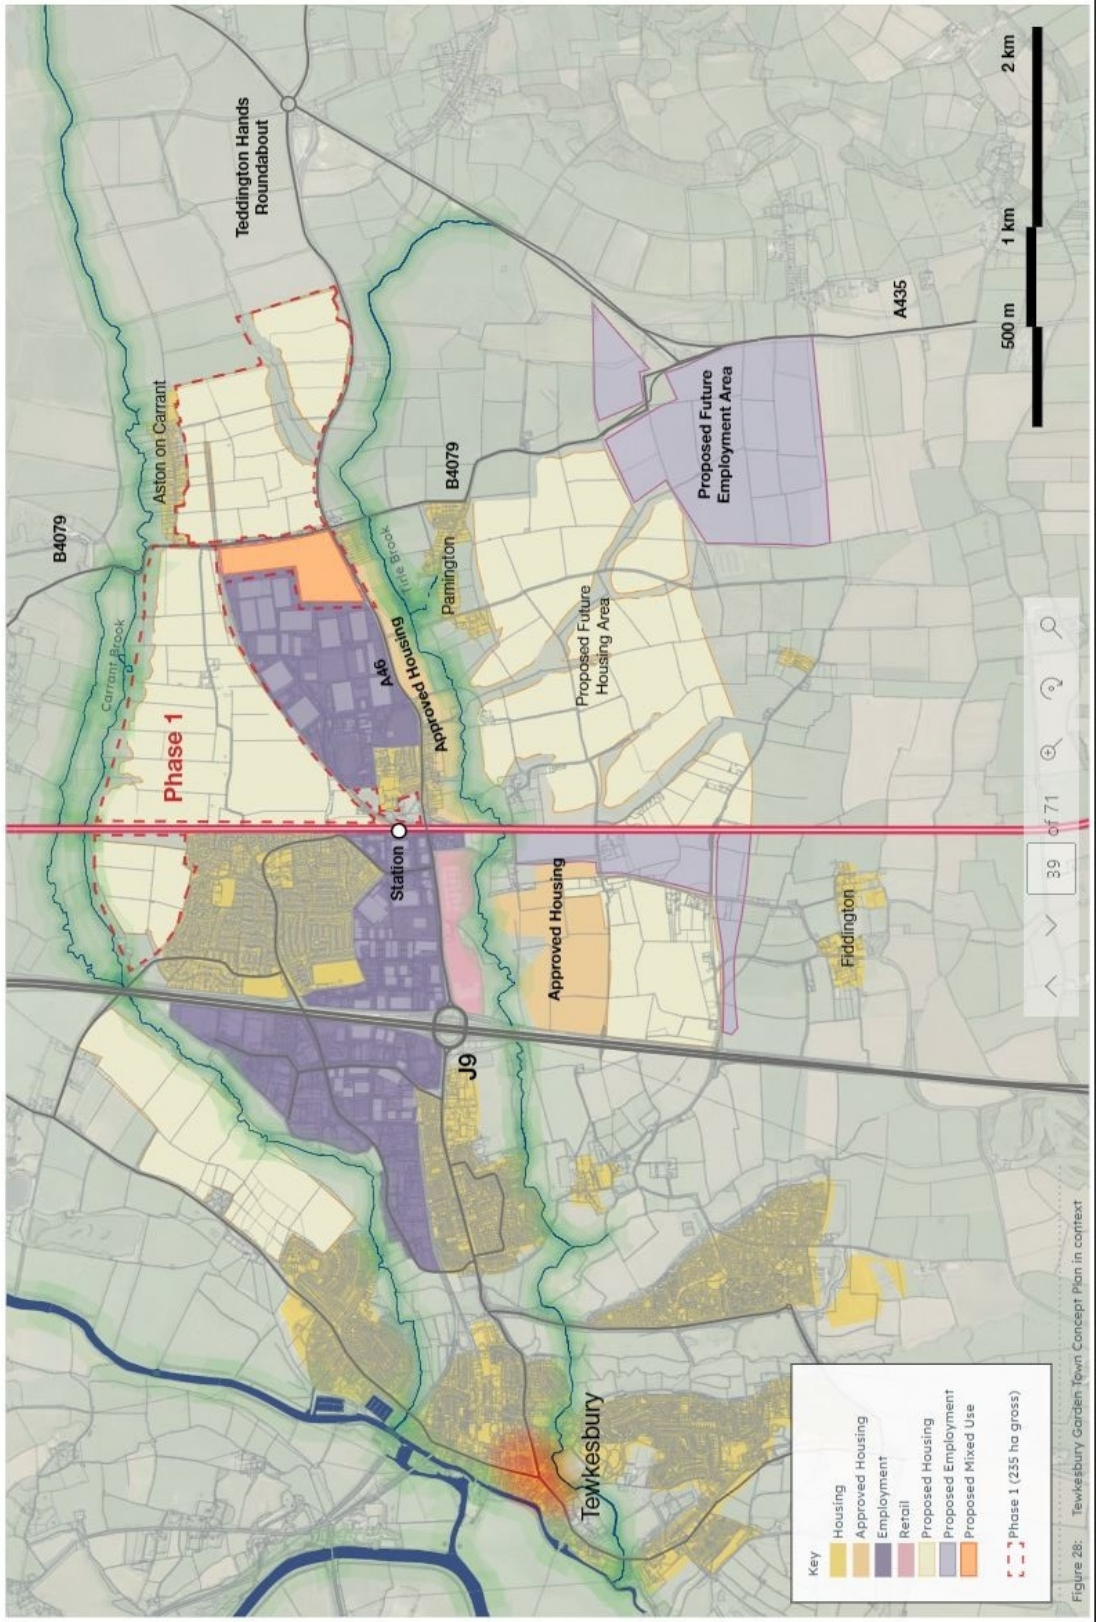 Teddington Hands
Roundabout
B4079
Aston on Carrant
Carrant Brook
Phase 1
Tirle Brook
B4079
Pamington
A46
Approved Housing
Station
Proposed Future
Housing Area
Proposed Future
Employment Area
A435
Approved Housing
Fiddington
J9
Tewkesbury
500 m
1 km
2 km
39 of 71
Key
Housing
Approved Housing
Employment
Retail
Proposed Housing
Proposed Employment
Proposed Mixed Use
Phase 1 (235 ha gross)
Figure 28: Tewkesbury Garden Town Concept Plan in context